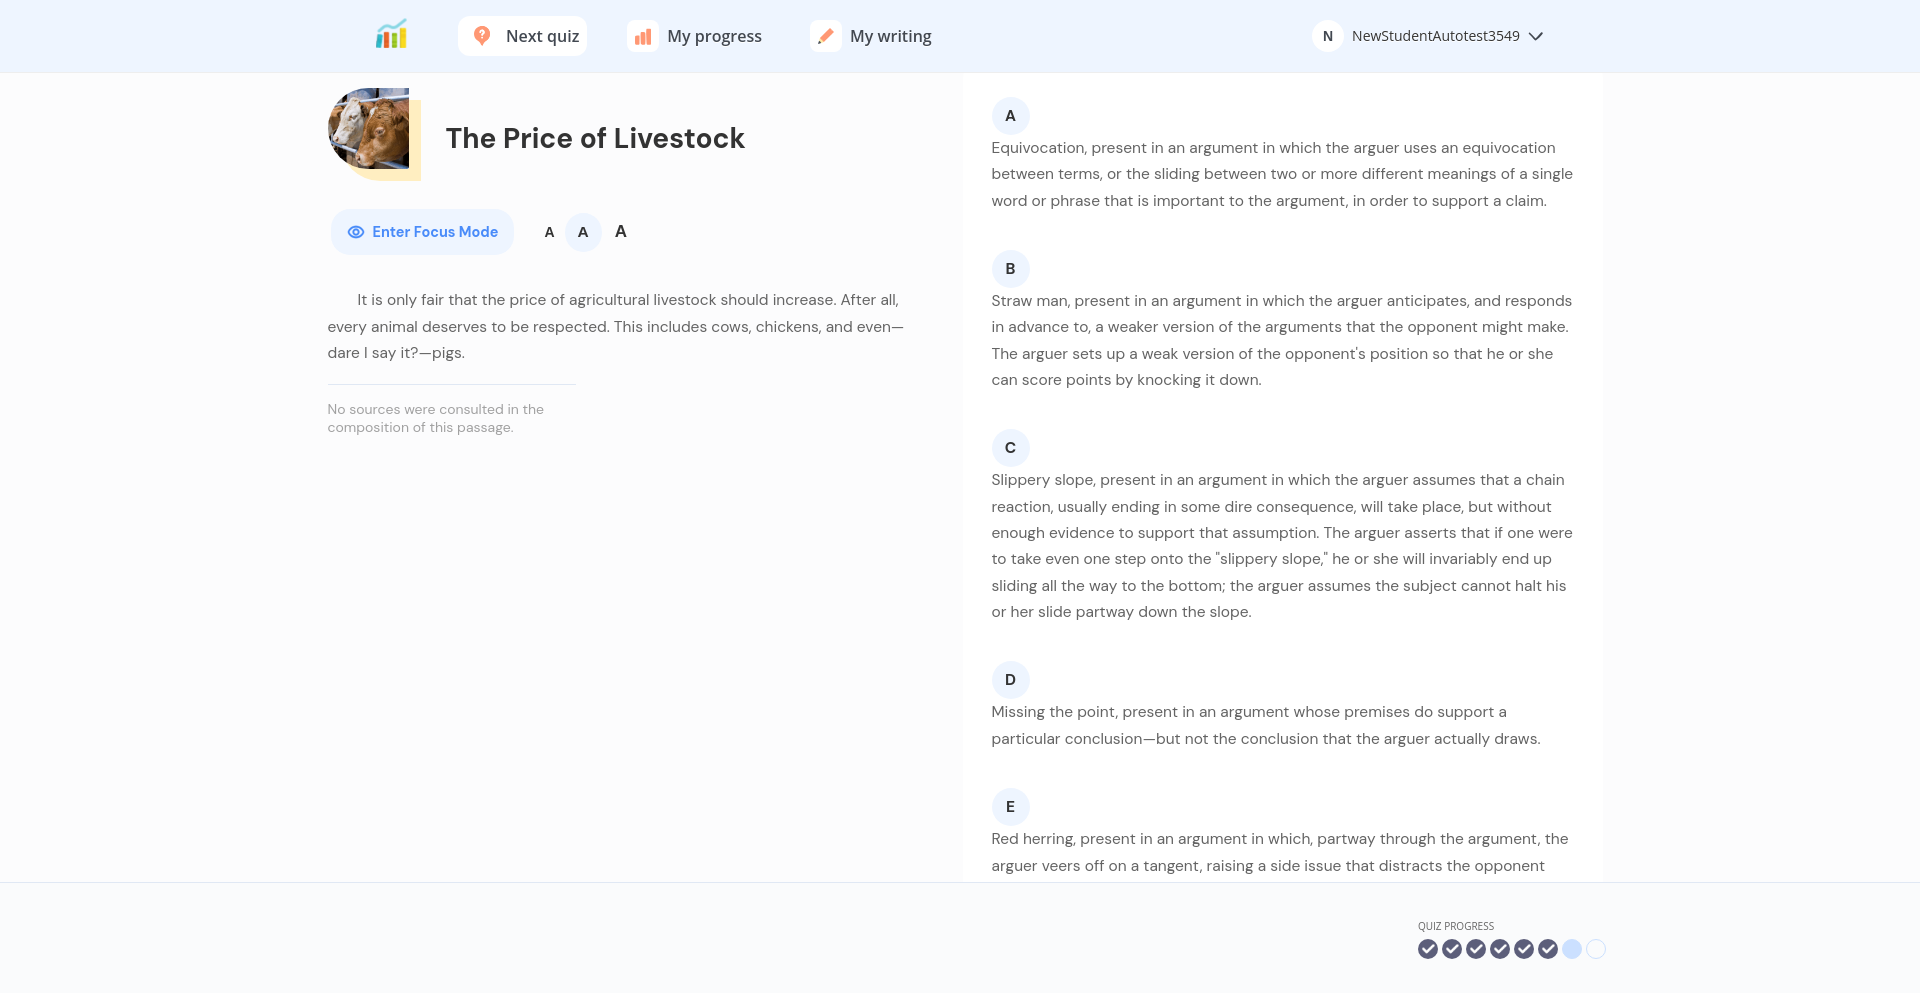 Next quiz
My progress
My writing
N
NewStudentAutotest3549
The Price of Livestock
Enter Focus Mode
A
A
A
It is only fair that the price of agricultural livestock should increase. After all,
every animal deserves to be respected. This includes cows, chickens, and even—
dare I say it?—pigs.
No sources were consulted in the
composition of this passage.
A
Equivocation, present in an argument in which the arguer uses an equivocation
between terms, or the sliding between two or more different meanings of a single
word or phrase that is important to the argument, in order to support a claim.
B
Straw man, present in an argument in which the arguer anticipates, and responds
in advance to, a weaker version of the arguments that the opponent might make.
The arguer sets up a weak version of the opponent's position so that he or she
can score points by knocking it down.
C
Slippery slope, present in an argument in which the arguer assumes that a chain
reaction, usually ending in some dire consequence, will take place, but without
enough evidence to support that assumption. The arguer asserts that if one were
to take even one step onto the "slippery slope," he or she will invariably end up
sliding all the way to the bottom; the arguer assumes the subject cannot halt his
or her slide partway down the slope.
D
Missing the point, present in an argument whose premises do support a
particular conclusion—but not the conclusion that the arguer actually draws.
E
Red herring, present in an argument in which, partway through the argument, the
arguer veers off on a tangent, raising a side issue that distracts the opponent
QUIZ PROGRESS